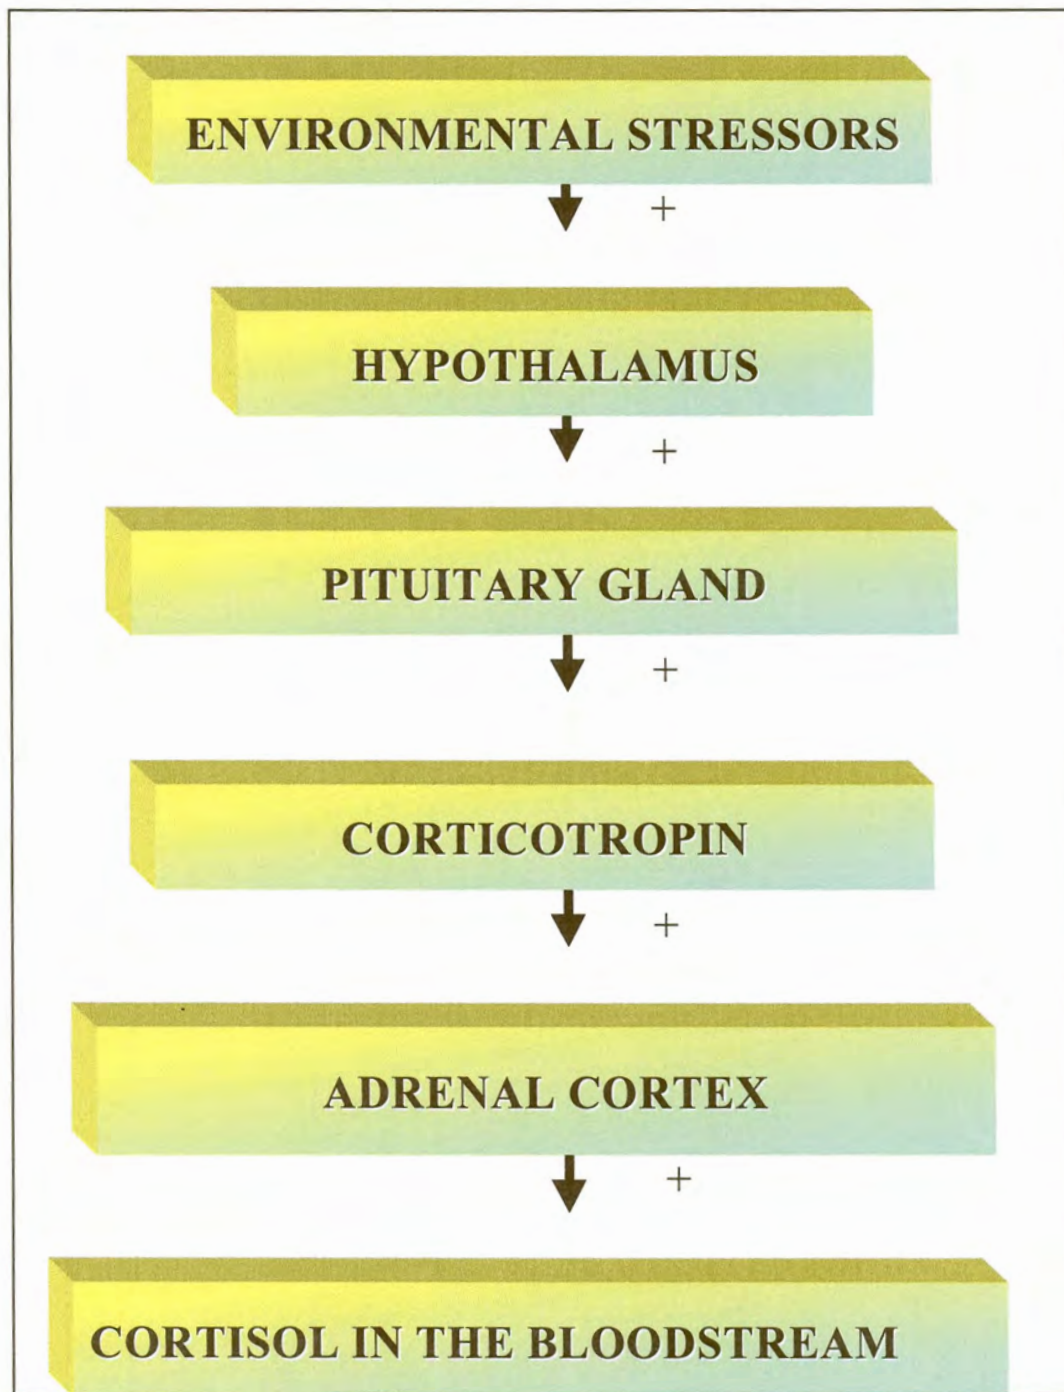 ENVIRONMENTAL STRESSORS
+
HYPOTHALAMUS
+
PITUITARY GLAND
+
CORTICOTROPIN
+
ADRENAL CORTEX
+
CORTISOL IN THE BLOODSTREAM